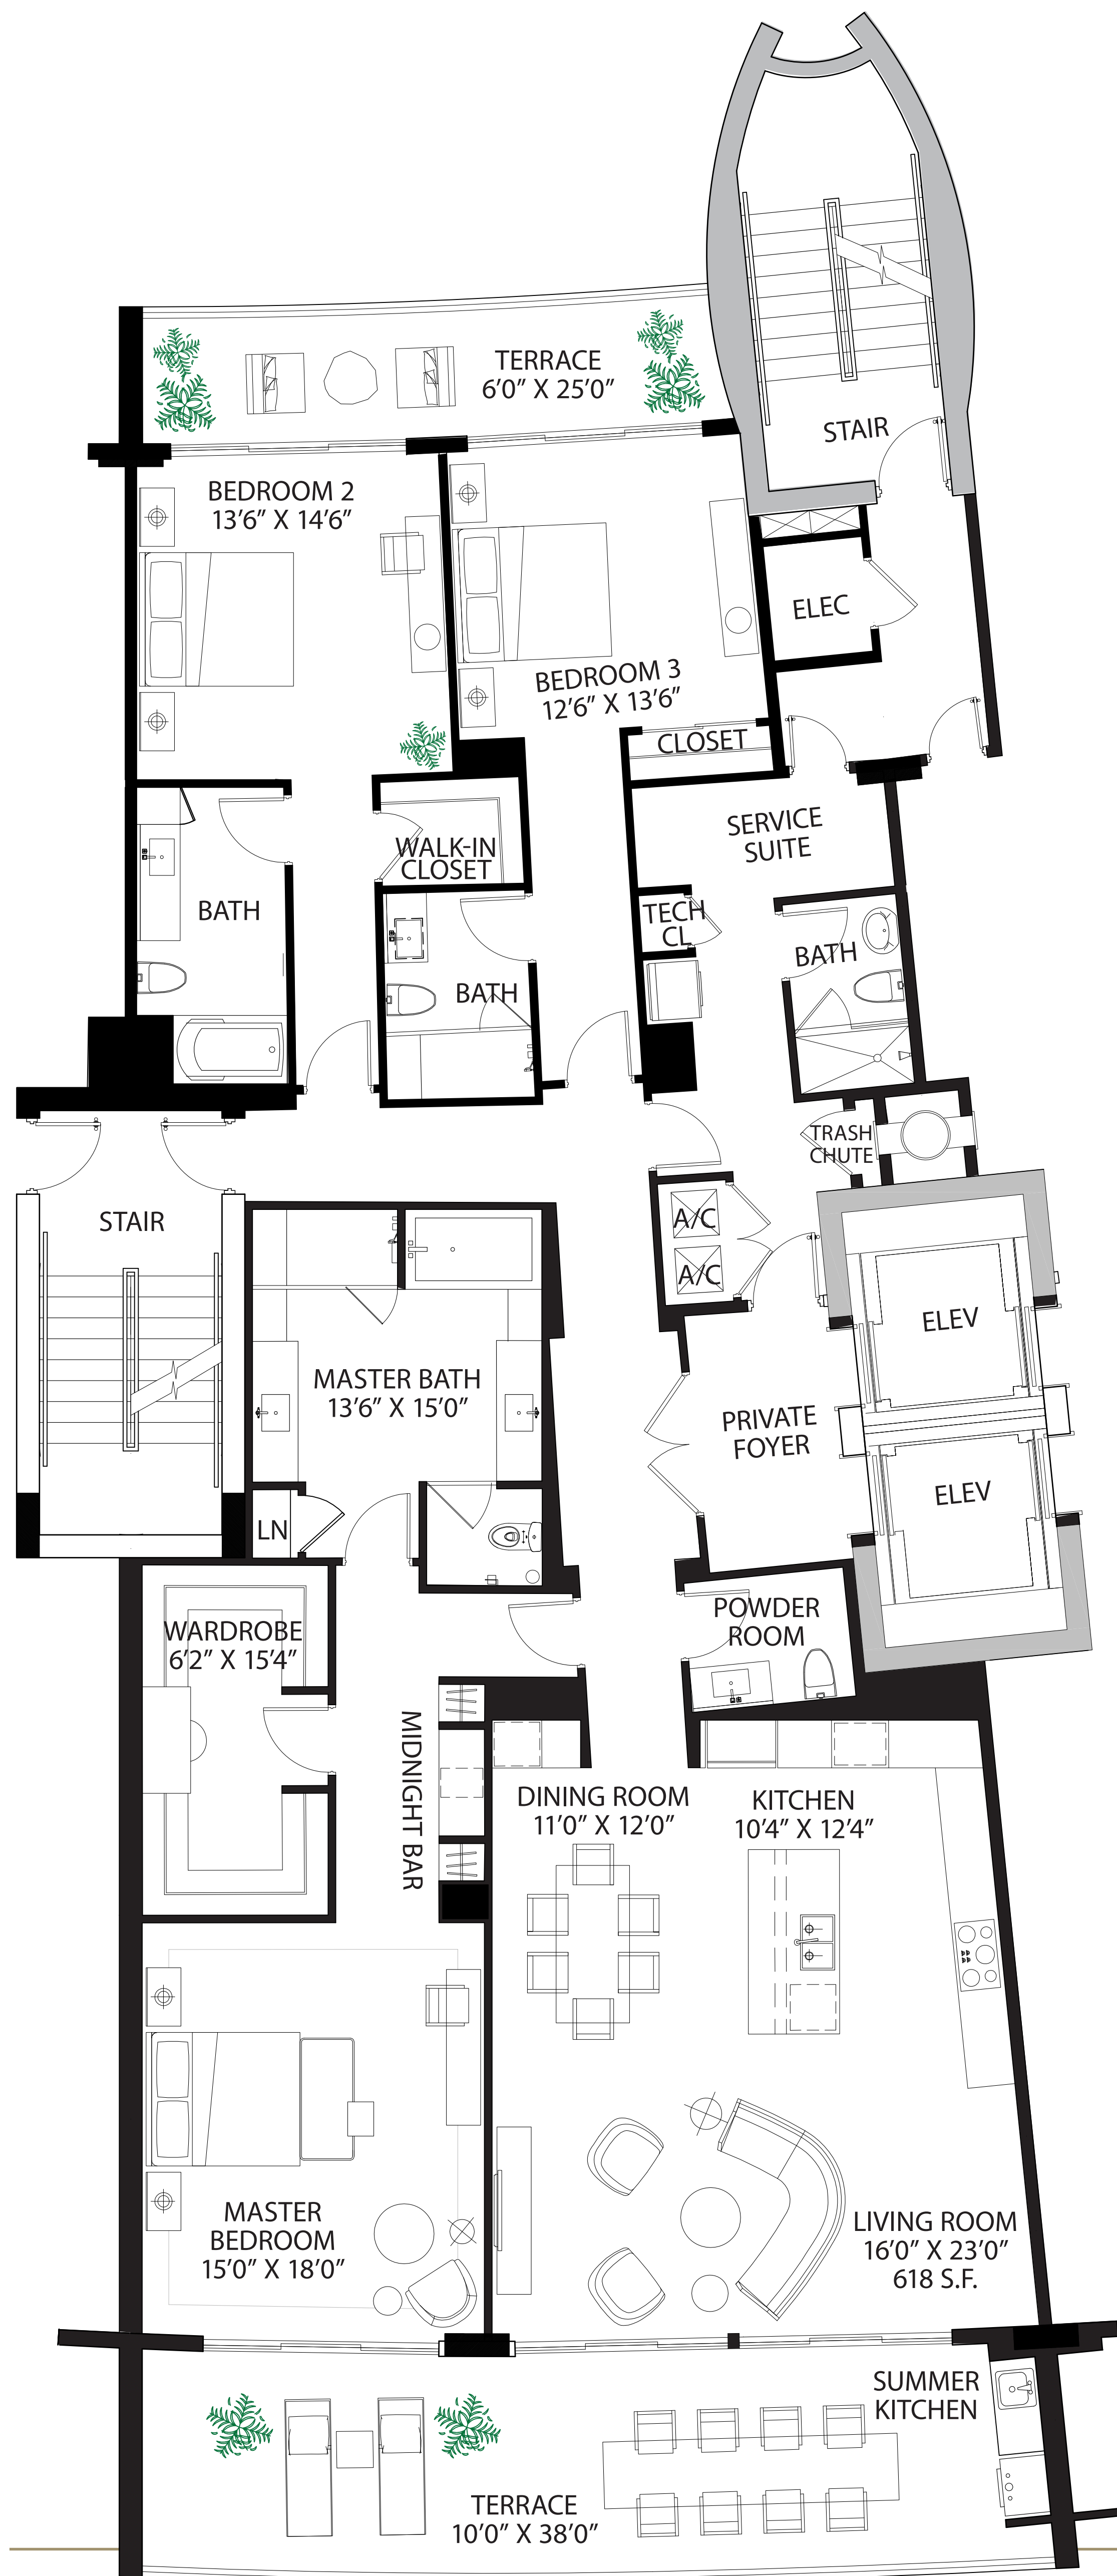 TERRACE
6'0” X 25'0”
STAIR
BEDROOM 2
13'6” X 14'6”
ELEC
BEDROOM 3
12'6” X 13'6”
CLOSET
SERVICE
SUITE
WALK-IN
CLOSET
BATH
TECH
CL
BATH
BATH
TRASH
CHUTE
STAIR
A/C
A/C
ELEV
MASTER BATH
13'6” X 15'0”
PRIVATE
FOYER
ELEV
LN
POWDER
ROOM
WARDROBE
6'2” X 15'4”
MIDNIGHT BAR
DINING ROOM
11'0” X 12'0”
KITCHEN
10'4” X 12'4”
MASTER
BEDROOM
15'0” X 18'0”
LIVING ROOM
16'0” X 23'0”
618 S.F.
SUMMER
KITCHEN
TERRACE
10'0” X 38'0”